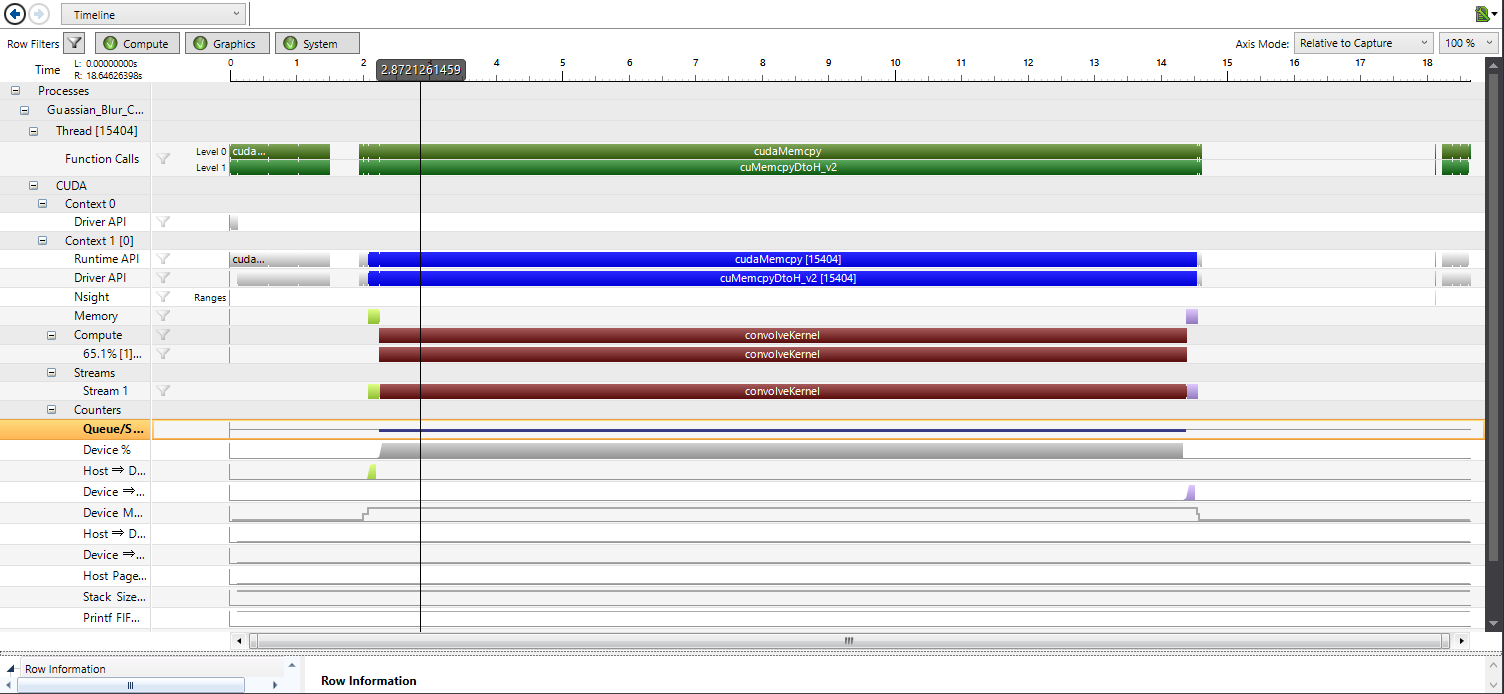 Timeline
Row Filters Compute Graphics System Axis Mode: Relative to Capture 100 %
Time L: 0.00000000s
R: 18.64626398s
0 1 2 3 4 5 6 7 8 9 10 11 12 13 14 15 16 17 18
2.8721261459
Processes
Guassian_Blur_C...
Thread [15404]
Function Calls Level 0 cuda... cudaMemcpy
Level 1 cuMemcpyDtoH_v2
CUDA
Context 0
Driver API
Context 1 [0]
Runtime API cuda... cudaMemcpy [15404]
Driver API cuMemcpyDtoH_v2 [15404]
Nsight Ranges
Memory
Compute convolveKernel
65.1% [1]... convolveKernel
Streams
Stream 1 convolveKernel
Counters
Queue/S...
Device %
Host ⇒ D...
Device ⇒...
Device M...
Host ⇒ D...
Device ⇒...
Host Page...
Stack Size...
Printf FIF...
Row Information
Row Information